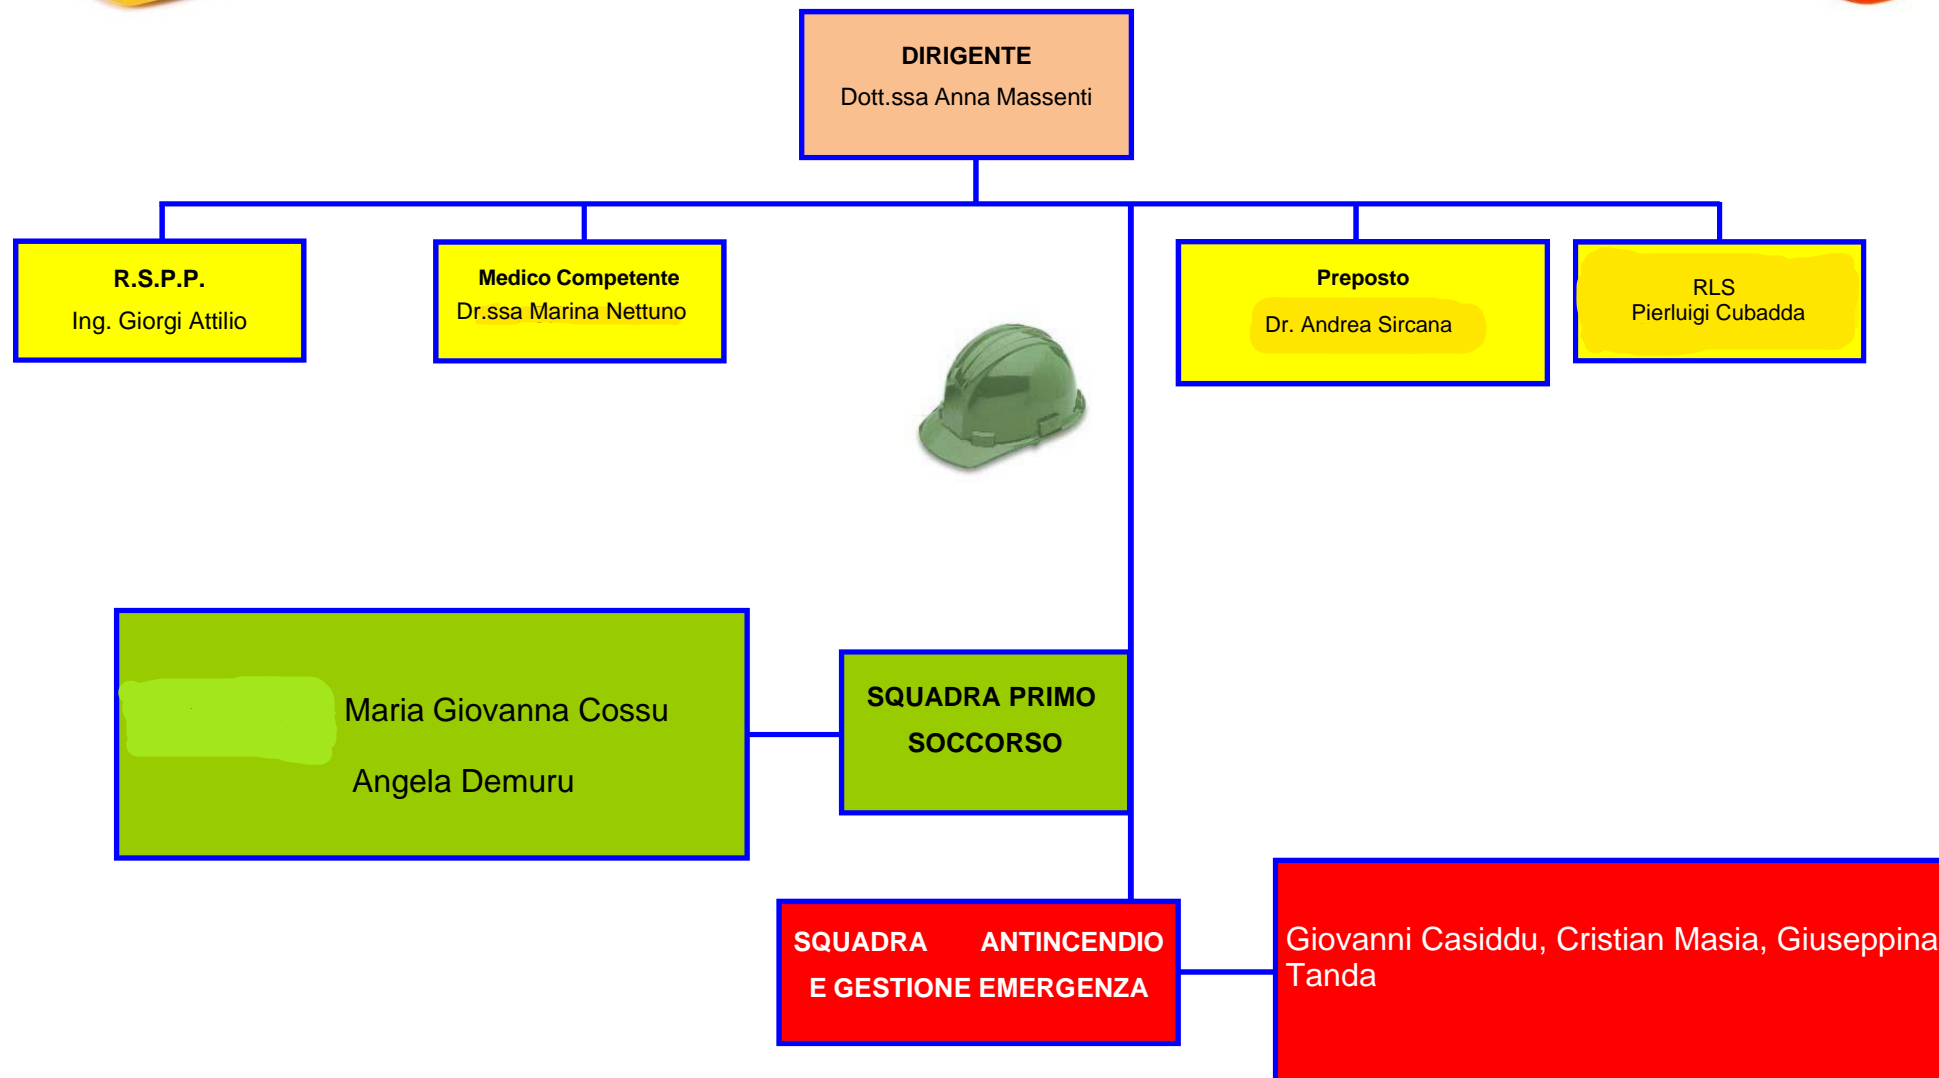 DIRIGENTE
Dott.ssa Anna Massenti
R.S.P.P.
Ing. Giorgi Attilio
Medico Competente
Dr.ssa Marina Nettuno
Preposto
Dr. Andrea Sircana
RLS
Pierluigi Cubadda
Maria Giovanna Cossu
Angela Demuru
SQUADRA PRIMO
SOCCORSO
SQUADRA ANTINCENDIO
E GESTIONE EMERGENZA
Giovanni Casiddu, Cristian Masia, Giuseppina
Tanda